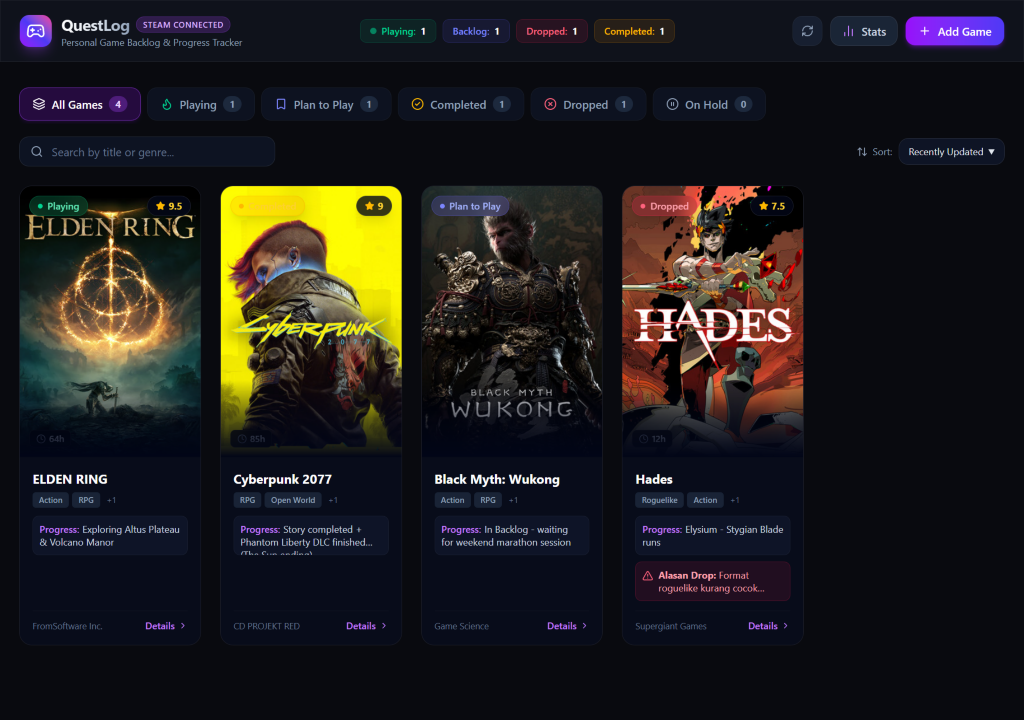 QuestLog STEAM CONNECTED
Personal Game Backlog & Progress Tracker
Playing: 1 Backlog: 1 Dropped: 1 Completed: 1
Stats
+ Add Game
All Games 4
Playing 1
Plan to Play 1
Completed 1
Dropped 1
On Hold 0
Search by title or genre...
Sort: Recently Updated ▼
Playing
9.5
ELDEN RING
64h
ELDEN RING
Action RPG +1
Progress: Exploring Altus Plateau
& Volcano Manor
FromSoftware Inc. Details >
9
CYBERPUNK
2077
85h
Cyberpunk 2077
RPG Open World +1
Progress: Story completed +
Phantom Liberty DLC finished...
(The Sun ending)
CD PROJEKT RED Details >
Plan to Play
BLACK MYTH
WUKONG
Black Myth: Wukong
Action RPG +1
Progress: In Backlog - waiting
for weekend marathon session
Game Science Details >
Dropped
7.5
HADES
12h
Hades
Roguelike Action +1
Progress: Elysium - Stygian Blade
runs
Alasan Drop: Format
roguelike kurang cocok...
Supergiant Games Details >